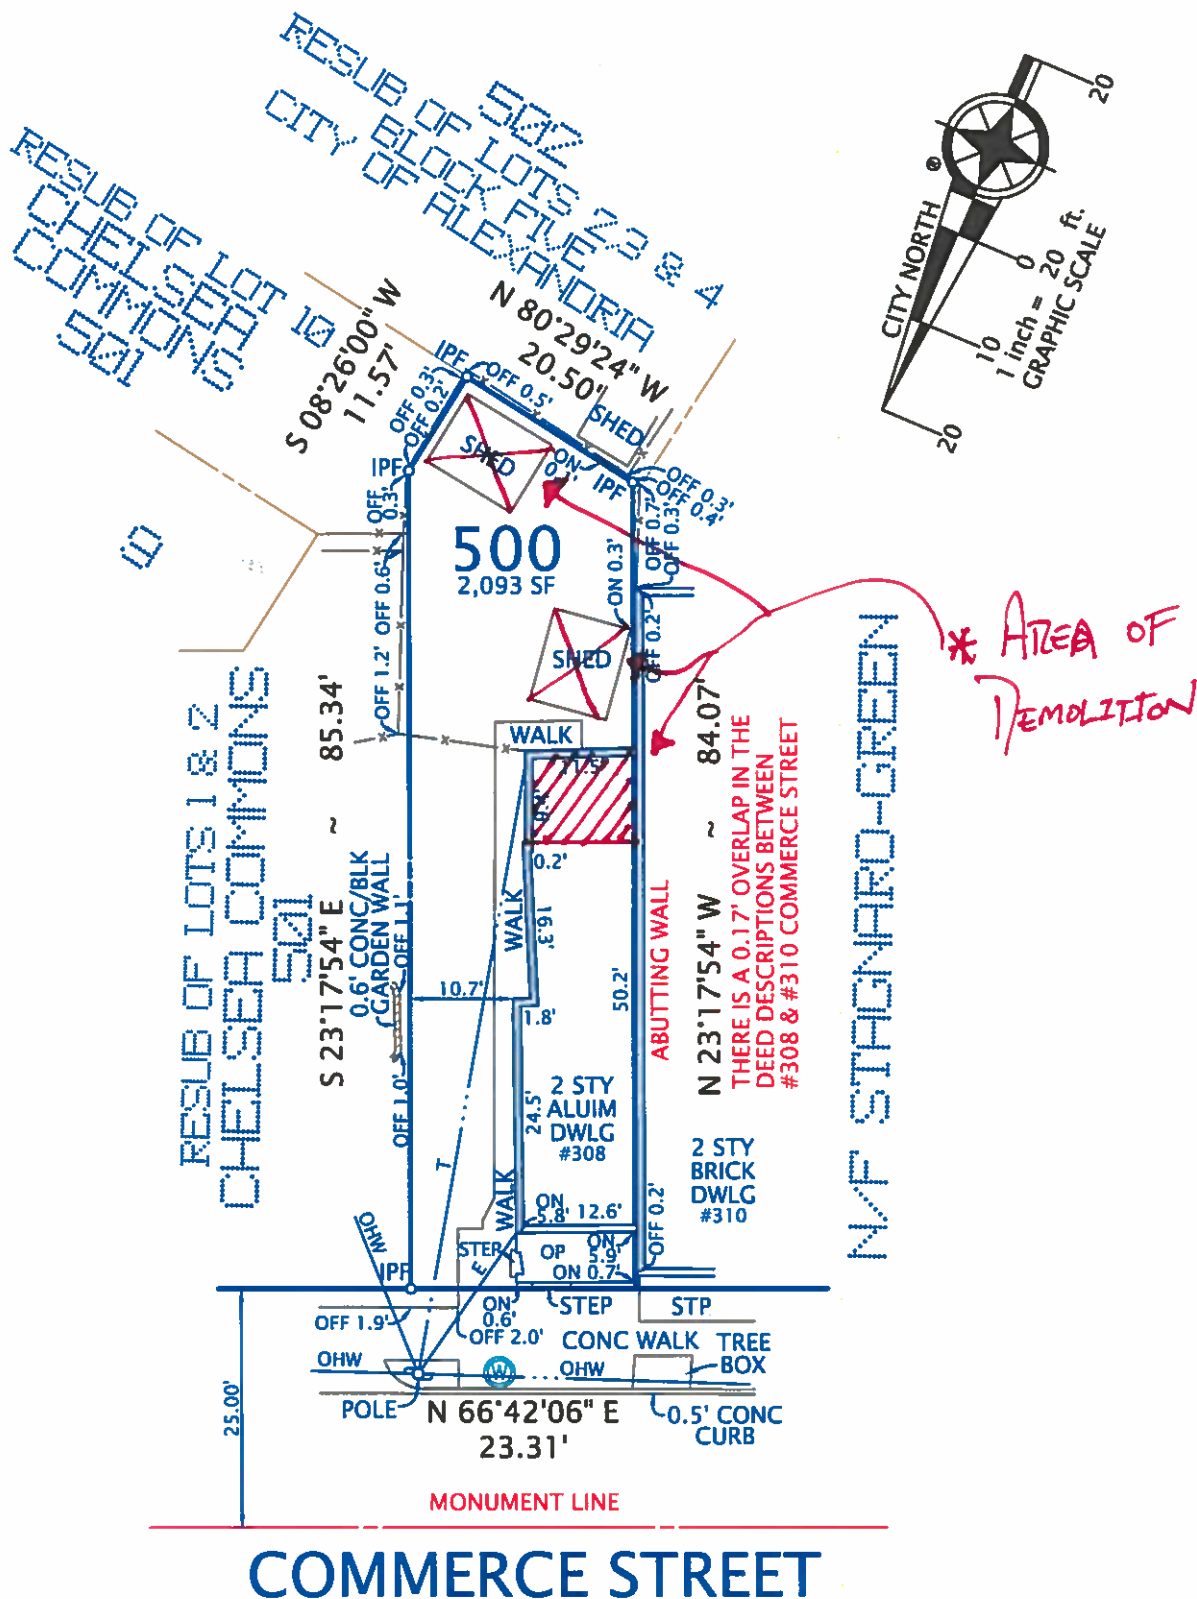 RESUB OF LOTS 2,3 & 4
502
BLOCK FIVE
CITY OF ALEXANDRIA
RESUB OF LOT 10
CHELSEA
COMMONS
501
20
CITY NORTH
®
0
10
20
1 inch = 20 ft.
GRAPHIC SCALE
S 08°26'00" W
11.57'
N 80°29'24" W
20.50'
IPF
OFF 0.3'
OFF 0.2'
OFF 0.5'
SHED
SHED
ON
0.1'
IPF
IPF
OFF
0.3'
OFF 0.3'
OFF 0.4'
OFF 0.7'
OFF 0.3'
10
500
2,093 SF
ON 0.3'
OFF 0.6'
OFF 1.2'
OFF 0.2'
SHED
* AREA OF
DEMOLITION
WALK
11.5'
0.2'
WALK
16.3'
RESUB OF LOTS 1 & 2
CHELSEA COMMONS
501
S 23°17'54" E ~ 85.34'
0.6' CONC/BLK
GARDEN WALL
OFF 1.1'
OFF 1.0'
10.7'
1.8'
50.2'
ABUTTING WALL
N 23°17'54" W ~ 84.07'
THERE IS A 0.17' OVERLAP IN THE
DEED DESCRIPTIONS BETWEEN
#308 & #310 COMMERCE STREET
N/F STAGNARO-GREEN
24.5'
2 STY
ALUIM
DWLG
#308
2 STY
BRICK
DWLG
#310
T
WALK
ON
5.8'
12.6'
OFF 0.2'
OHW
STEP
E
OP
ON
5.9'
ON 0.7'
IPF
ON
0.6'
STEP
STP
OFF 1.9'
OFF 2.0'
CONC WALK
TREE
BOX
OHW
W
OHW
POLE
N 66°42'06" E
23.31'
0.5' CONC
CURB
25.00'
MONUMENT LINE
COMMERCE STREET